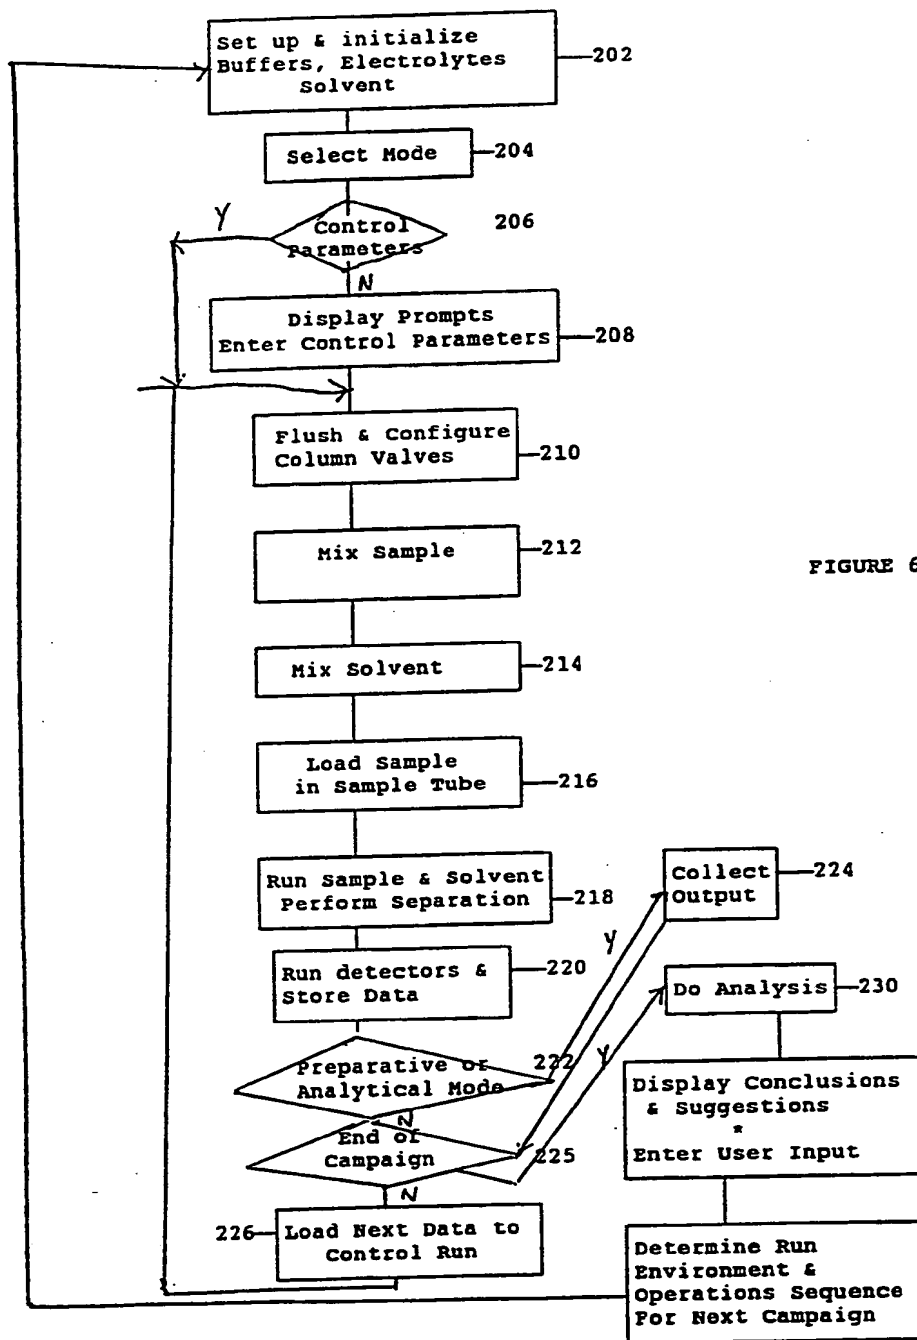 Set up & initialize
Buffers, Electrolytes
Solvent
202
Select Mode
204
Y
Control
Parameters
206
N
Display Prompts
Enter Control Parameters
208
Flush & Configure
Column Valves
210
Mix Sample
212
FIGURE 6
Mix Solvent
214
Load Sample
in Sample Tube
216
Run Sample & Solvent
Perform Separation
218
Collect
Output
224
Y
Run detectors &
Store Data
220
Do Analysis
230
Preparative or
Analytical Mode
222
Y
N
Display Conclusions
& Suggestions
*
Enter User Input
End of
Campaign
225
N
226
Load Next Data to
Control Run
Determine Run
Environment &
Operations Sequence
For Next Campaign